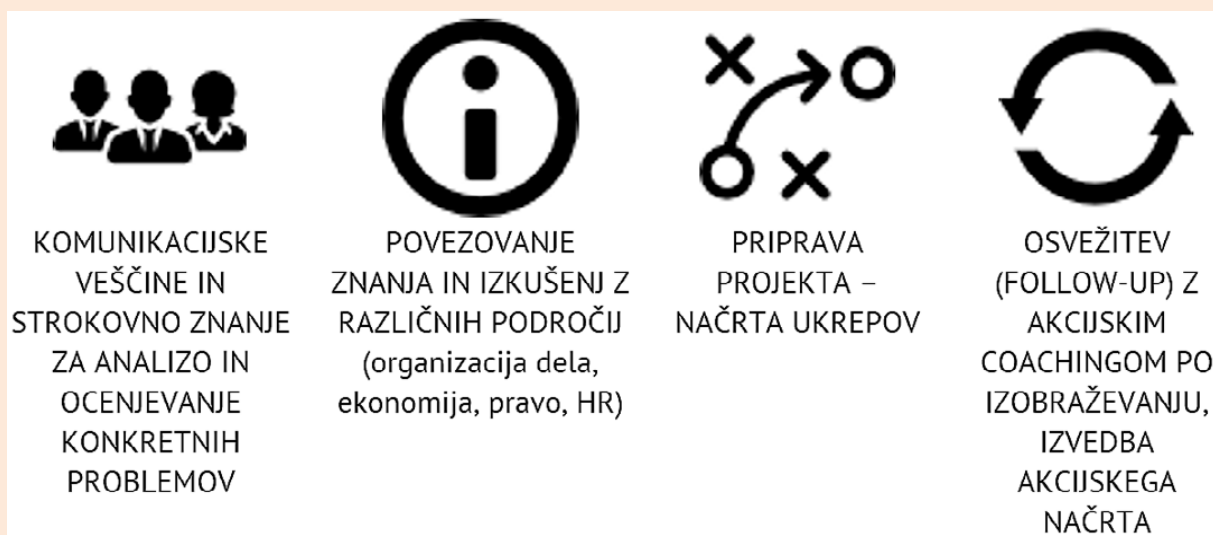 KOMUNIKACIJSKE
VEŠČINE IN
STROKOVNO ZNANJE
ZA ANALIZO IN
OCENJEVANJE
KONKRETNIH
PROBLEMOV
POVEZOVANJE
ZNANJA IN IZKUŠENJ Z
RAZLIČNIH PODROČIJ
(organizacija dela,
ekonomija, pravo, HR)
PRIPRAVA
PROJEKTA –
NAČRTA UKREPOV
OSVEŽITEV
(FOLLOW-UP) Z
AKCIJSKIM
COACHINGOM PO
IZOBRAŽEVANJU,
IZVEDBA
AKCIJSKEGA
NAČRTA